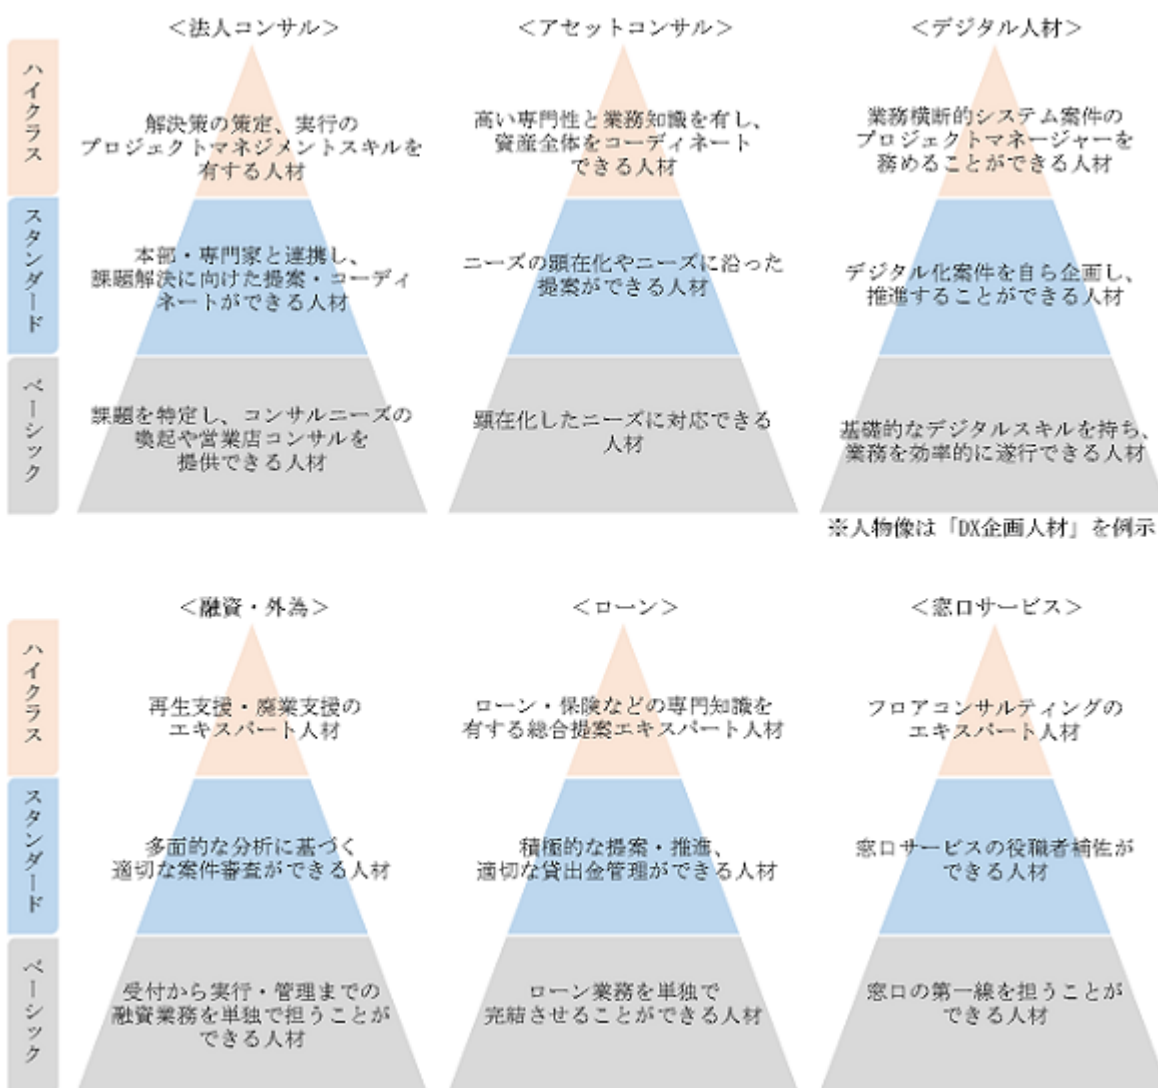 <法人コンサル>
ハイクラス
解決策の策定、実行の
プロジェクトマネジメントスキルを
有する人材
スタンダード
本部・専門家と連携し、
課題解決に向けた提案・コーディ
ネートができる人材
ベーシック
課題を特定し、コンサルニーズの
喚起や営業店コンサルを
提供できる人材
<アセットコンサル>
高い専門性と業務知識を有し、
資産全体をコーディネート
できる人材
ニーズの顕在化やニーズに沿った
提案ができる人材
顕在化したニーズに対応できる
人材
<デジタル人材>
業務横断的システム案件の
プロジェクトマネージャーを
務めることができる人材
デジタル化案件を自ら企画し、
推進することができる人材
基礎的なデジタルスキルを持ち、
業務を効率的に遂行できる人材
※人物像は「DX企画人材」を例示
<融資・外為>
ハイクラス
再生支援・廃業支援の
エキスパート人材
スタンダード
多面的な分析に基づく
適切な案件審査ができる人材
ベーシック
受付から実行・管理までの
融資業務を単独で担うことが
できる人材
<ローン>
ローン・保険などの専門知識を
有する総合提案エキスパート人材
積極的な提案・推進、
適切な貸出金管理ができる人材
ローン業務を単独で
完結させることができる人材
<窓口サービス>
フロアコンサルティングの
エキスパート人材
窓口サービスの役職者補佐が
できる人材
窓口の第一線を担うことが
できる人材